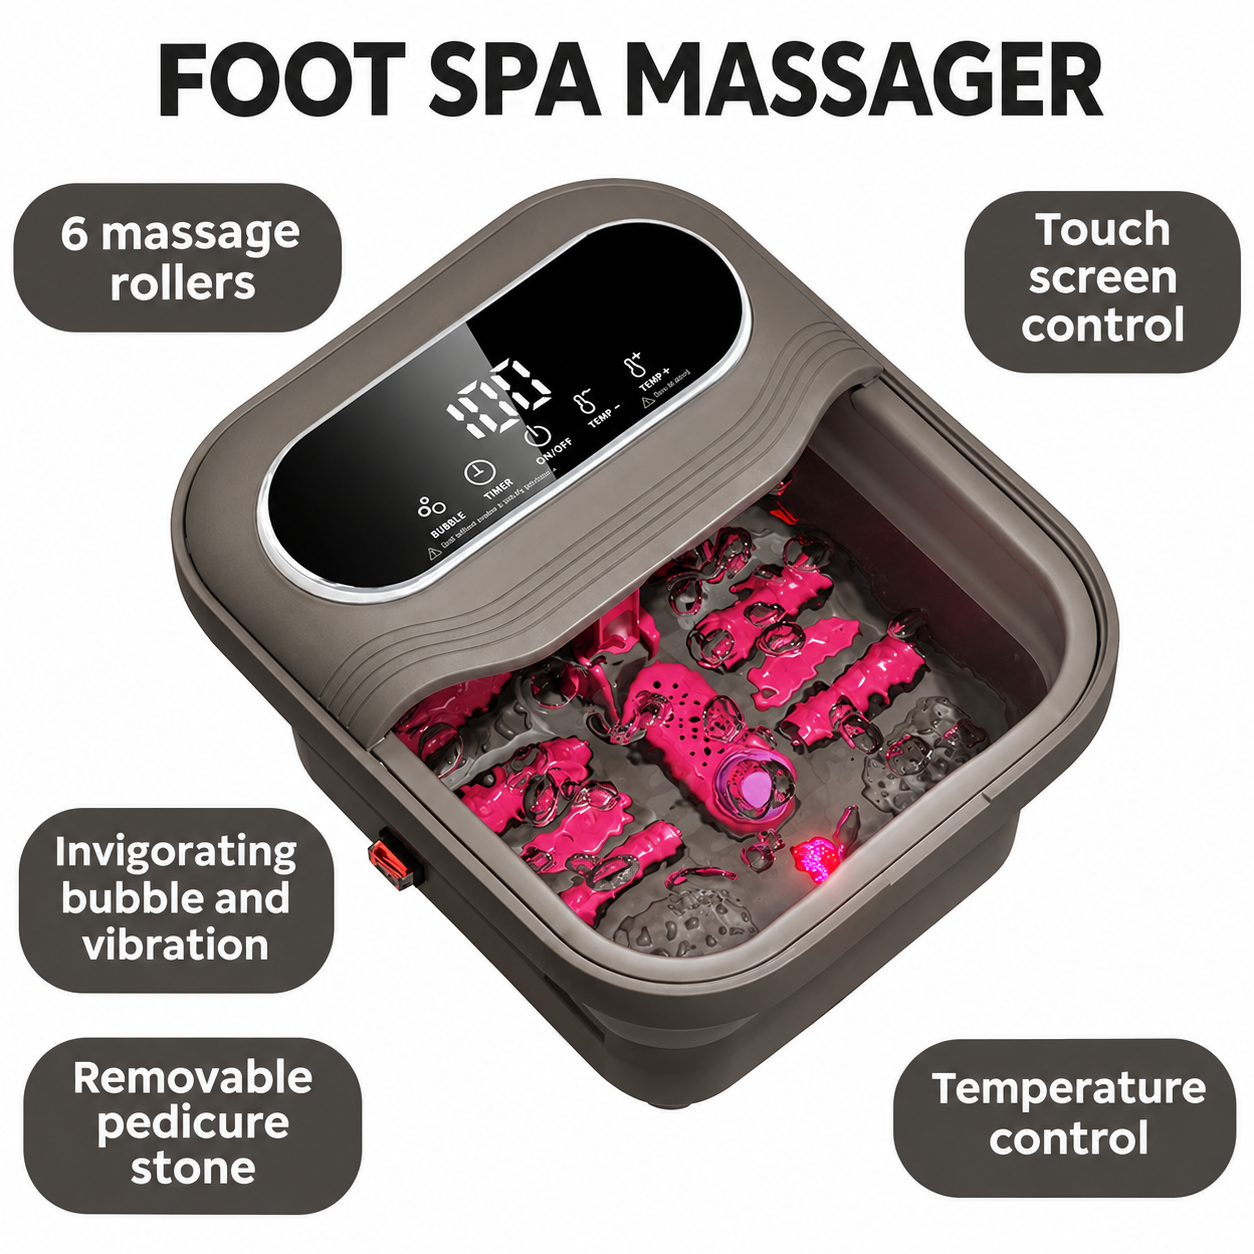 FOOT SPA MASSAGER
6 massage
rollers
Touch
screen
control
100
TEMP +
TEMP -
ON/OFF
TIMER
BUBBLE
Invigorating
bubble and
vibration
Removable
pedicure
stone
Temperature
control